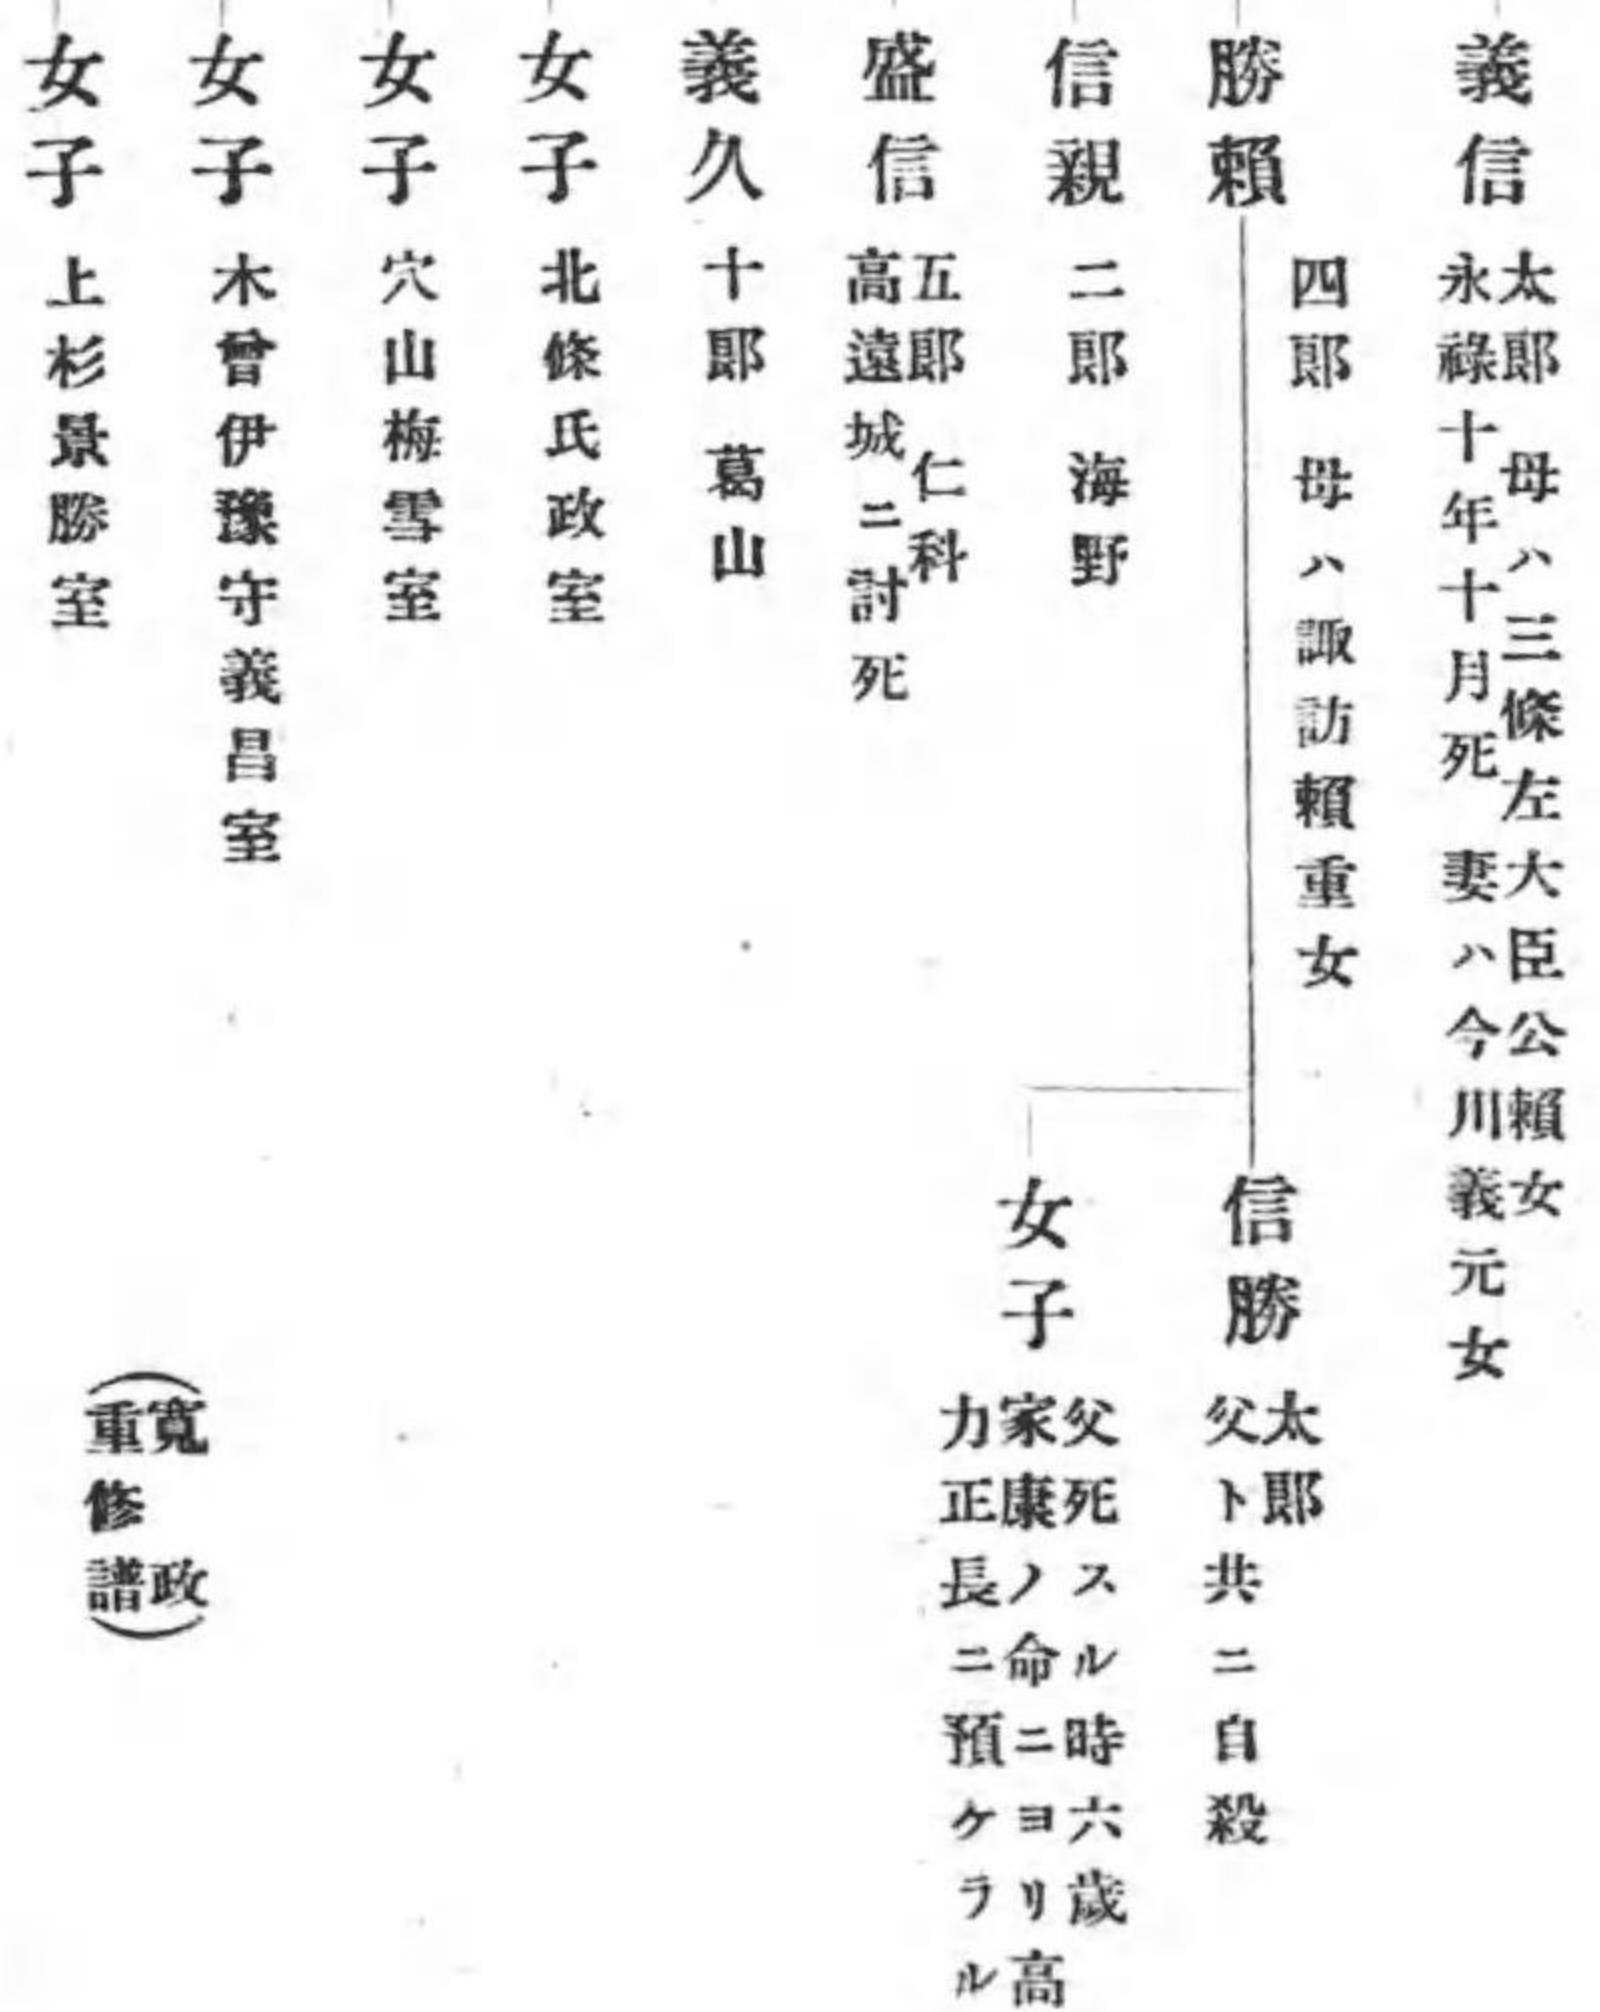 義信
太郎 母ハ三條左大臣公賴女
永祿十年十月死 妻ハ今川義元女
勝賴
四郎 母ハ諏訪賴重女
信勝
太郎
父ト共ニ自殺
女子
父死スル時六歲
家康ノ命ニヨリ高
力正長ニ預ケラル
信親
二郎 海野
盛信
五郎 仁科
高遠城ニ討死
義久
十郎 葛山
女子
北條氏政室
女子
穴山梅雪室
女子
木曾伊豫守義昌室
女子
上杉景勝室
(寬政
重修譜)